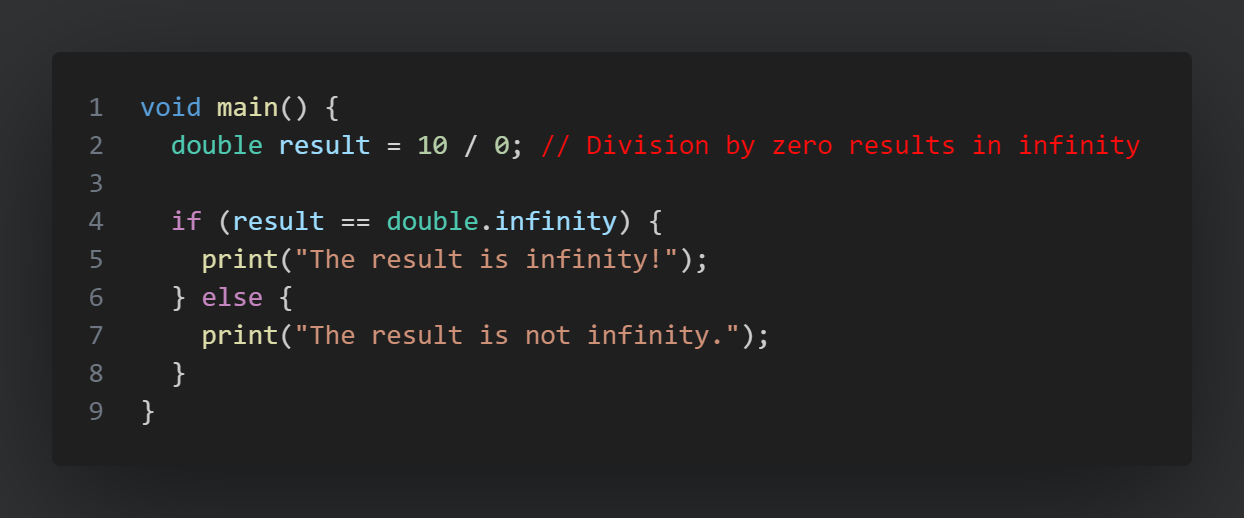 1 void main() {
2   double result = 10 / 0; // Division by zero results in infinity
3
4   if (result == double.infinity) {
5     print("The result is infinity!");
6   } else {
7     print("The result is not infinity.");
8   }
9 }